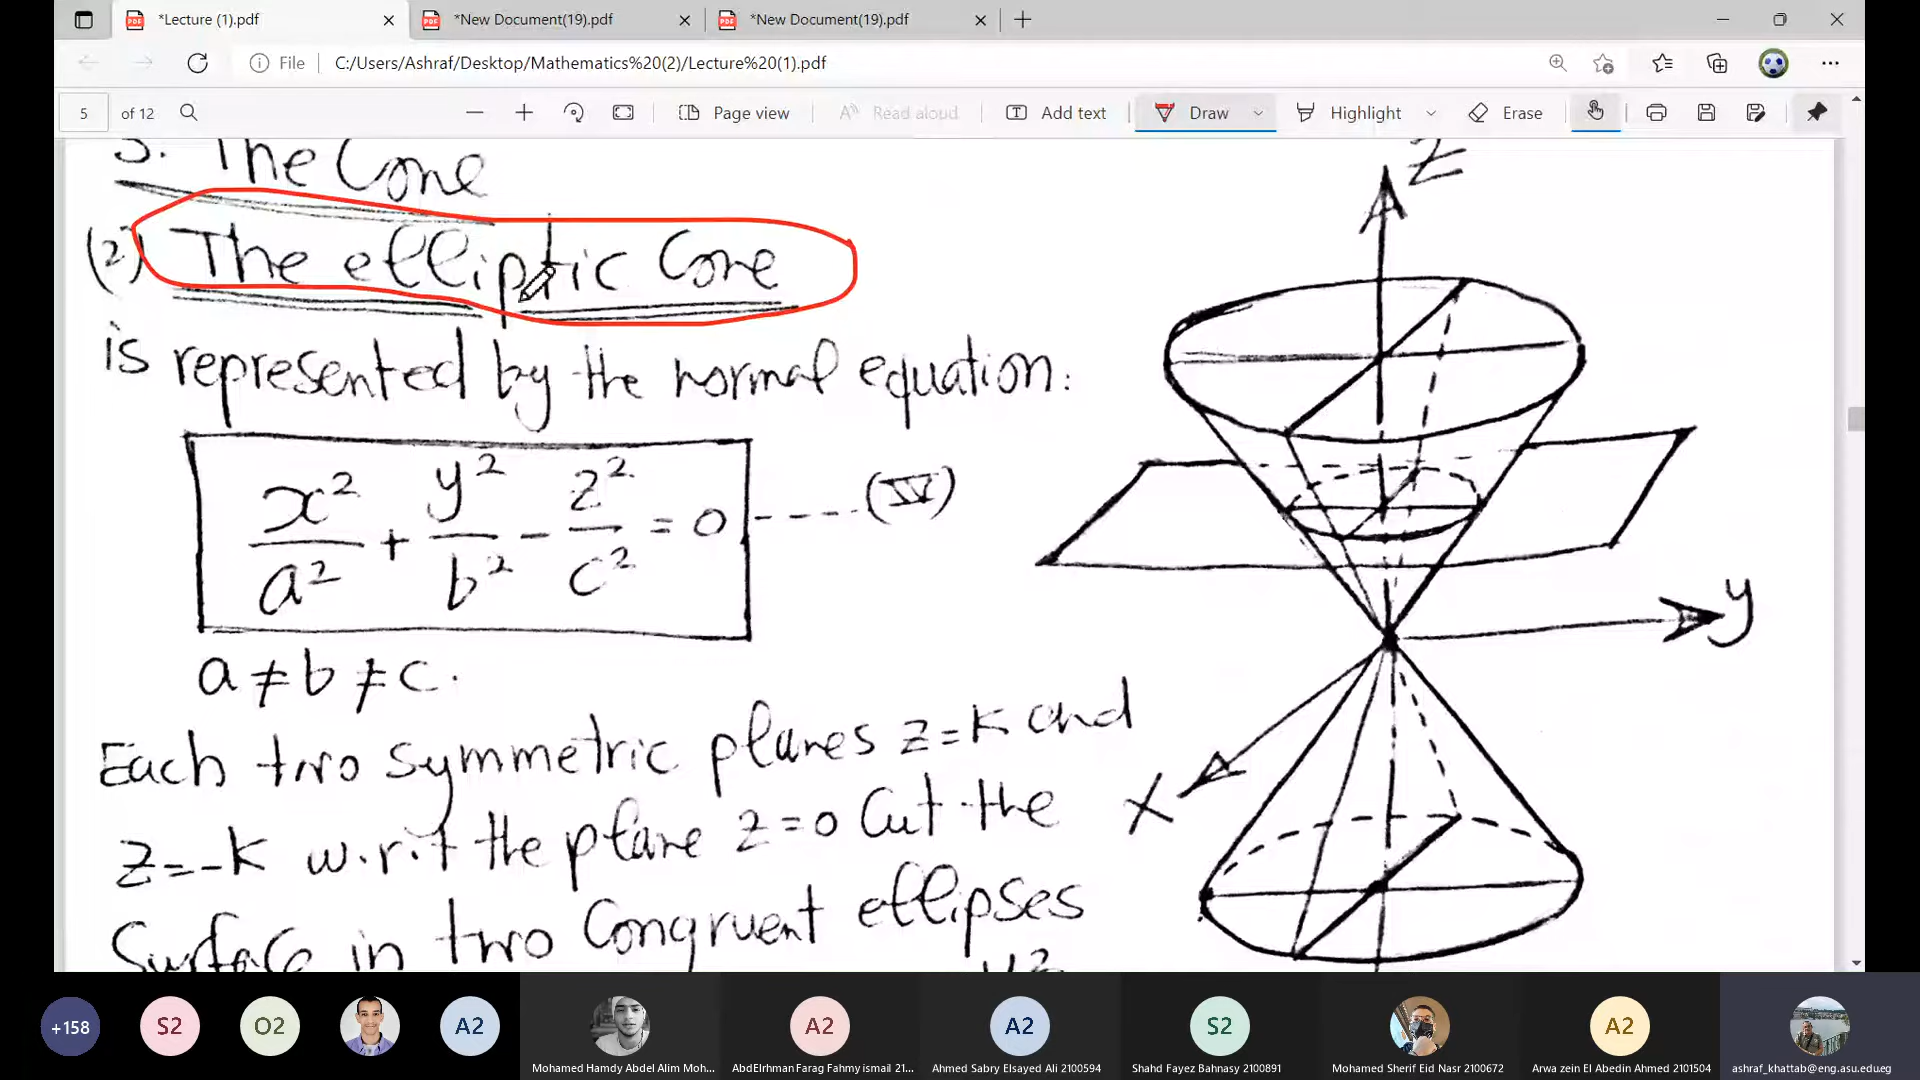 *Lecture (1).pdf
*New Document(19).pdf
*New Document(19).pdf
File
C:/Users/Ashraf/Desktop/Mathematics%20(2)/Lecture%20(1).pdf
5 of 12
Page view
Read aloud
Add text
Draw
Highlight
Erase
3. The Cone
(2) The elliptic Cone
is represented by the normal equation:
x²/a² + y²/b² - z²/c² = 0 ----- (IV)
a ≠ b ≠ c.
Each two symmetric planes z=k and
z=-k w.r.t the plane z=0 Cut the
Surface in two Congruent ellipses
y²
Z
y
X
+158
S2
O2
A2
A2
A2
S2
A2
Mohamed Hamdy Abdel Alim Moh...
AbdElrhman Farag Fahmy ismail 21...
Ahmed Sabry Elsayed Ali 2100594
Shahd Fayez Bahnasy 2100891
Mohamed Sherif Eid Nasr 2100672
Arwa zein El Abedin Ahmed 2101504
ashraf_khattab@eng.asu.edu.eg